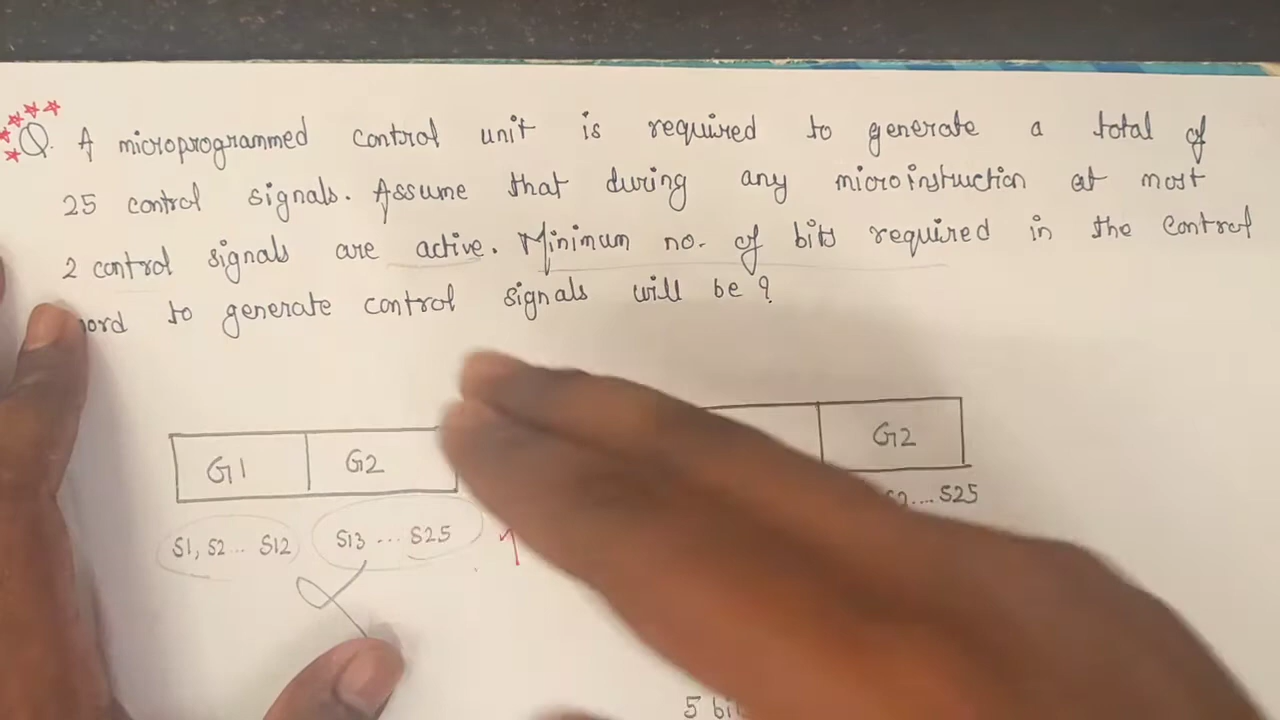 Q. A microprogrammed control unit is required to generate a total of
25 control signals. Assume that during any microinstruction at most
2 control signals are active. Minimum no. of bits required in the control
to generate control signals will be ?
G1 G2
G2
S1, S2 ... S12 S13 ... S25
S2 .... S25
5